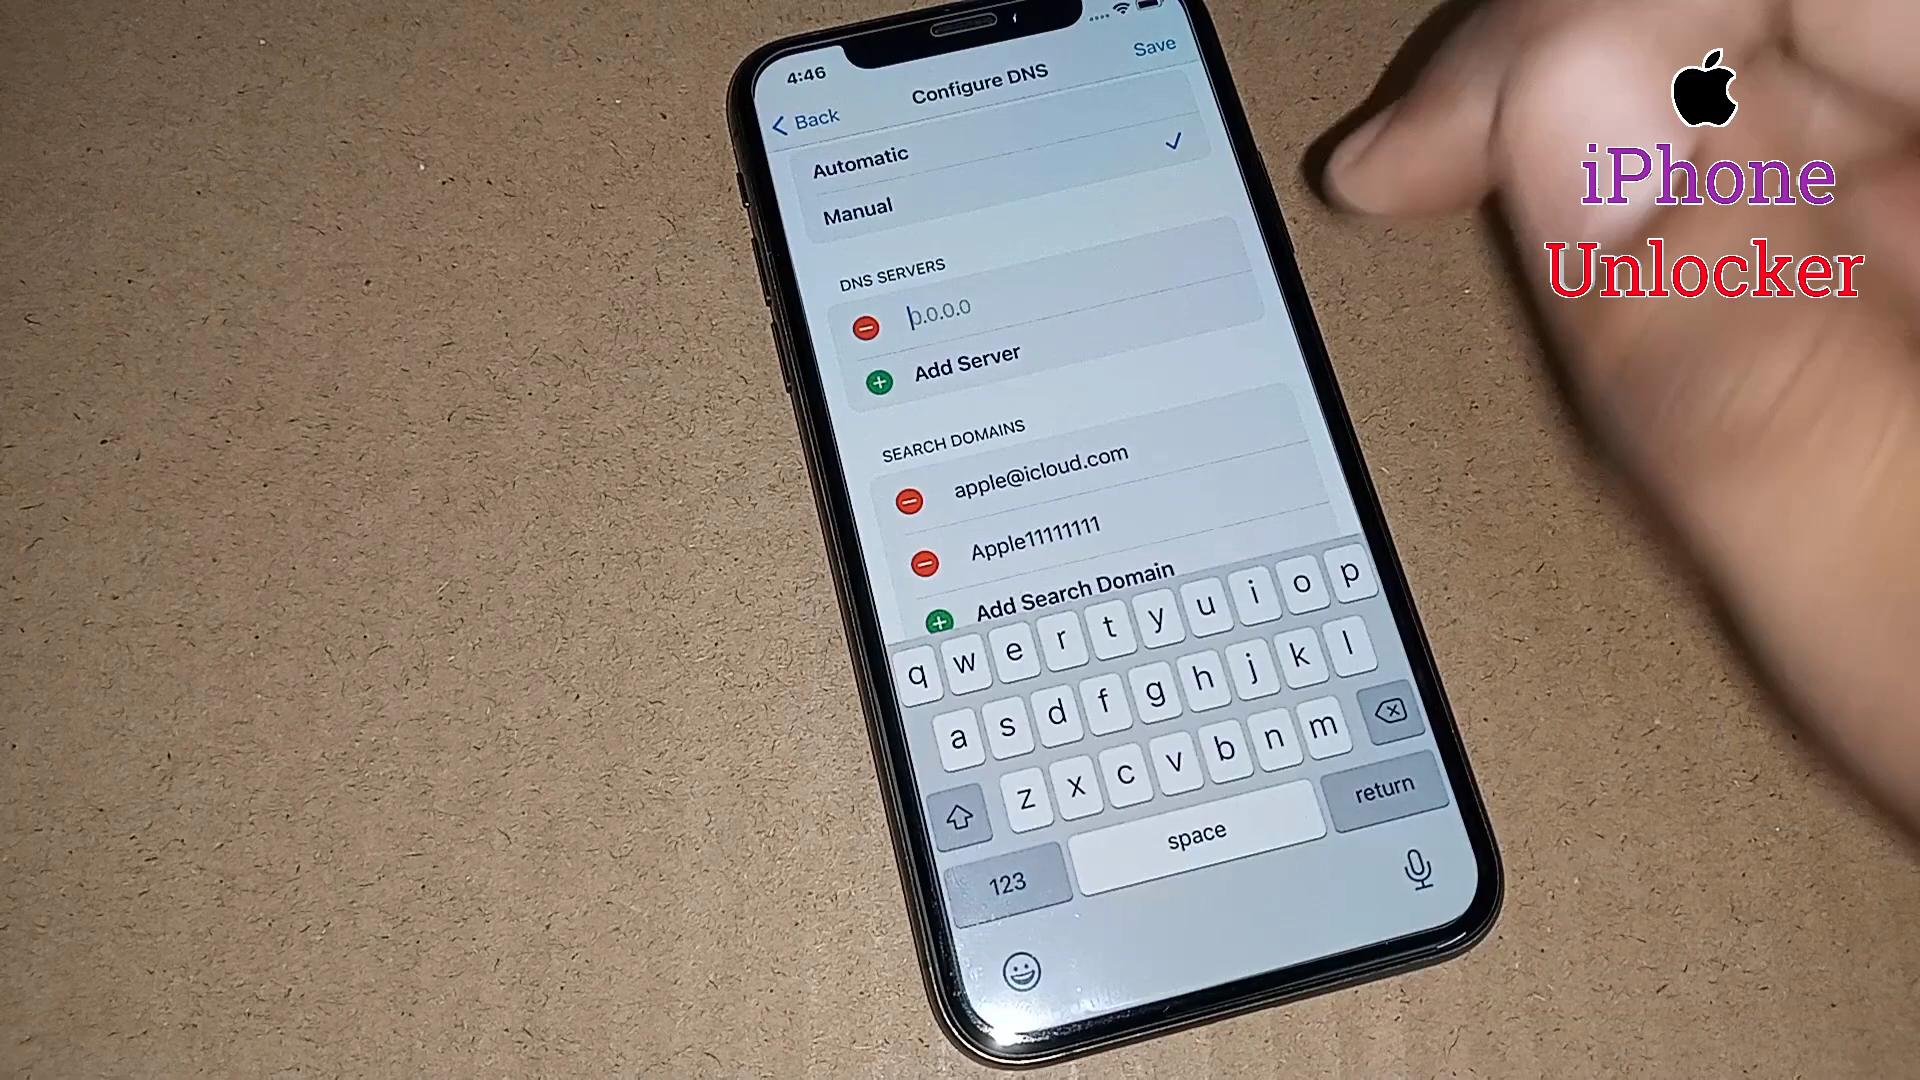 4:46
Save
Configure DNS
Back
Automatic
Manual
DNS SERVERS
0.0.0.0
Add Server
SEARCH DOMAINS
apple@icloud.com
Apple11111111
Add Search Domain
q w e r t y u i o p
a s d f g h j k l
z x c v b n m
123
space
return
iPhone
Unlocker